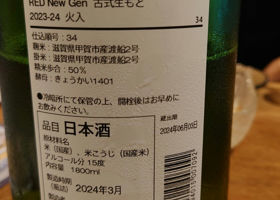 RED New Gen 古式生もと
2023-24 火入
34
仕込順号：34
麹米：滋賀県甲賀市産渡船2号
掛米：滋賀県甲賀市産渡船2号
精米歩合：50%
酵母：きょうかい1401
●冷暗所にて保管の上、開栓後はお早めに
お飲みください。
品目 日本酒
原材料名
米（国産）、米こうじ（国産米）
アルコール分 15度
内容量 1800ml
製造時期
（瓶詰） 2024年3月
蔵出期
2024年06月03日